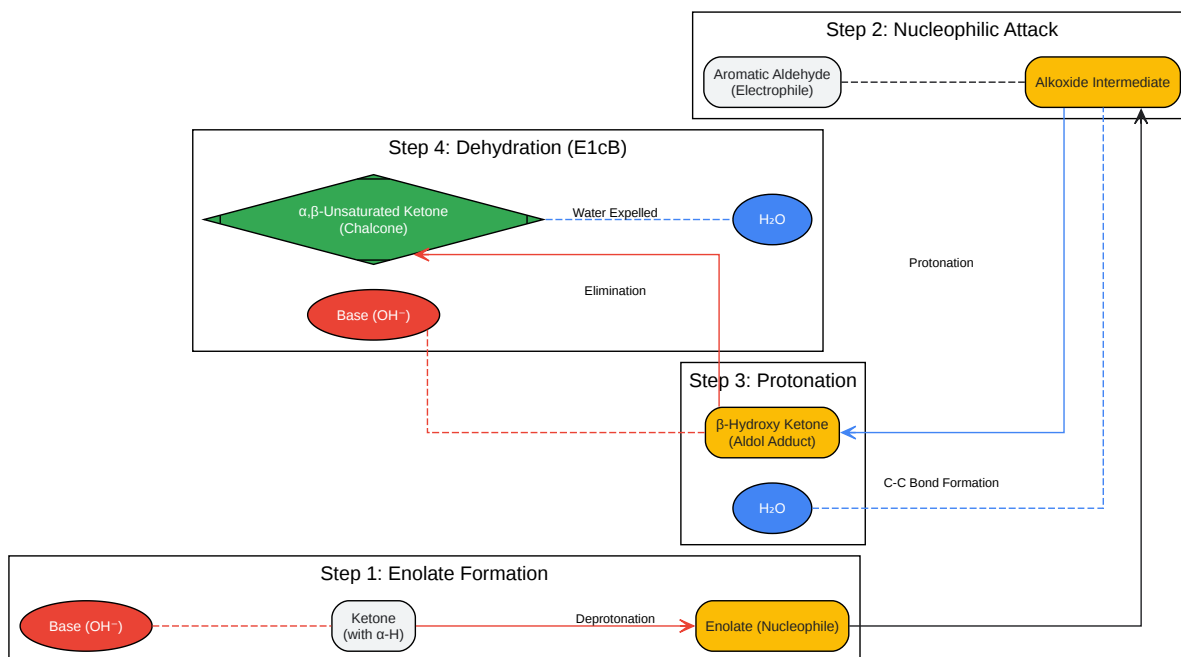 Step 2: Nucleophilic Attack
Aromatic Aldehyde
(Electrophile)
Alkoxide Intermediate
Step 4: Dehydration (E1cB)
α,β-Unsaturated Ketone
(Chalcone)
Water Expelled
H₂O
Protonation
Elimination
Base (OH⁻)
Step 3: Protonation
β-Hydroxy Ketone
(Aldol Adduct)
C-C Bond Formation
H₂O
Step 1: Enolate Formation
Base (OH⁻)
Ketone
(with α-H)
Deprotonation
Enolate (Nucleophile)